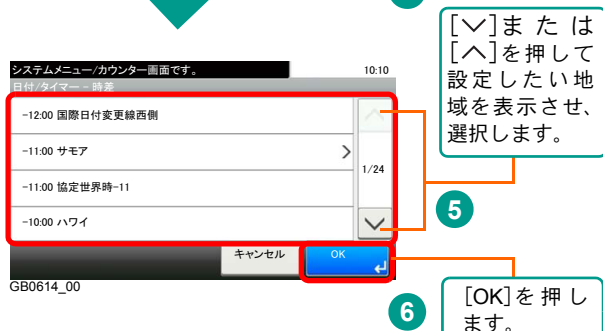 [∨]または
[∧]を押して
設定したい地
域を表示させ、
選択します。
システムメニュー/カウンター画面です。 10:10
日付/タイマー - 時差
-12:00 国際日付変更線西側
-11:00 サモア >
1/24
-11:00 協定世界時-11
-10:00 ハワイ
5
キャンセル OK
GB0614_00
6
[OK]を押し
ます。